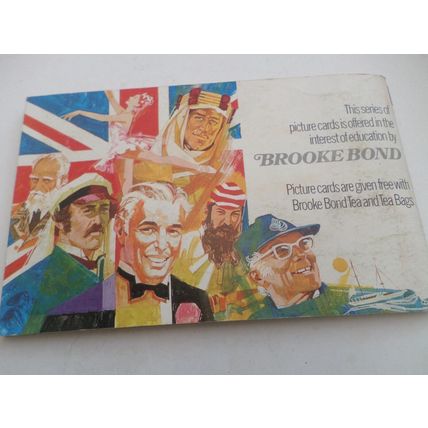 This series of
picture cards is offered in the
interest of education by
BROOKE BOND
Picture cards are given free with
Brooke Bond Tea and Tea Bags